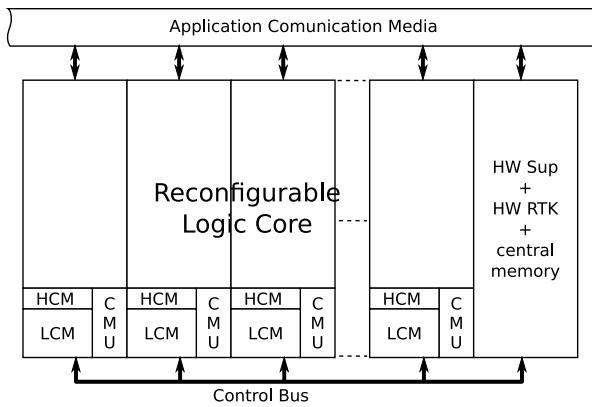 Application Comunication Media
Reconfigurable
Logic Core
HW Sup
+
HW RTK
+
central
memory
HCM
LCM
C
M
U
HCM
LCM
C
M
U
HCM
LCM
C
M
U
HCM
LCM
C
M
U
Control Bus